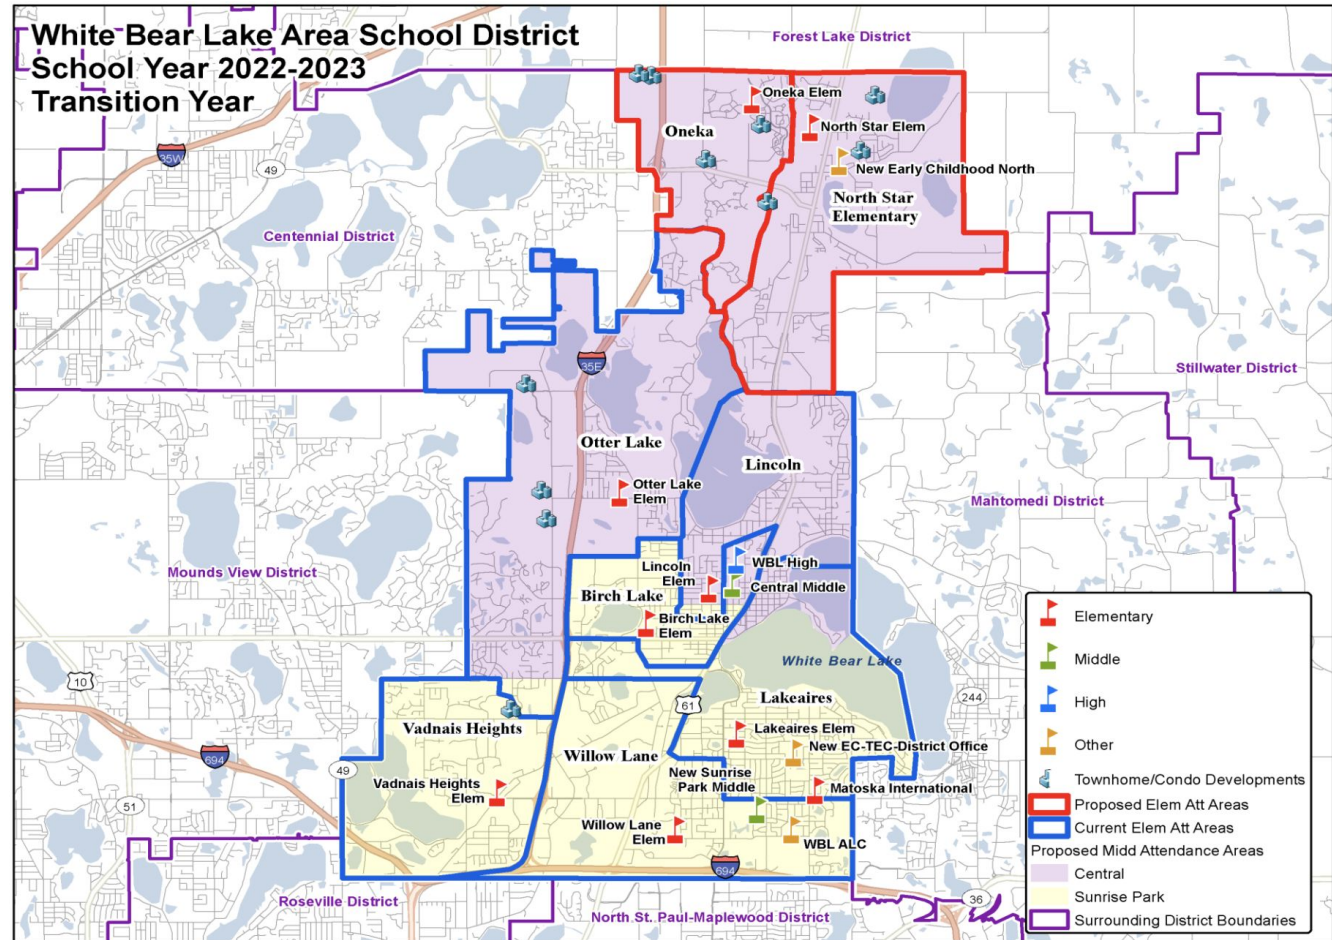 White Bear Lake Area School District
School Year 2022-2023
Transition Year
Forest Lake District
Oneka Elem
Oneka
North Star Elem
New Early Childhood North
35W
49
North Star
Elementary
Centennial District
35E
Stillwater District
Otter Lake
Lincoln
Otter Lake
Elem
Mahtomedi District
Mounds View District
Lincoln
Elem
WBL High
Central Middle
Birch Lake
Birch Lake
Elem
White Bear Lake
10
61
244
Lakeaires
Vadnais Heights
Lakeaires Elem
New EC-TEC-District Office
Willow Lane
694
49
New Sunrise
Park Middle
Vadnais Heights
Elem
Matoska International
51
Willow Lane
Elem
WBL ALC
694
36
Roseville District
North St. Paul-Maplewood District
Elementary
Middle
High
Other
Townhome/Condo Developments
Proposed Elem Att Areas
Current Elem Att Areas
Proposed Midd Attendance Areas
Central
Sunrise Park
Surrounding District Boundaries